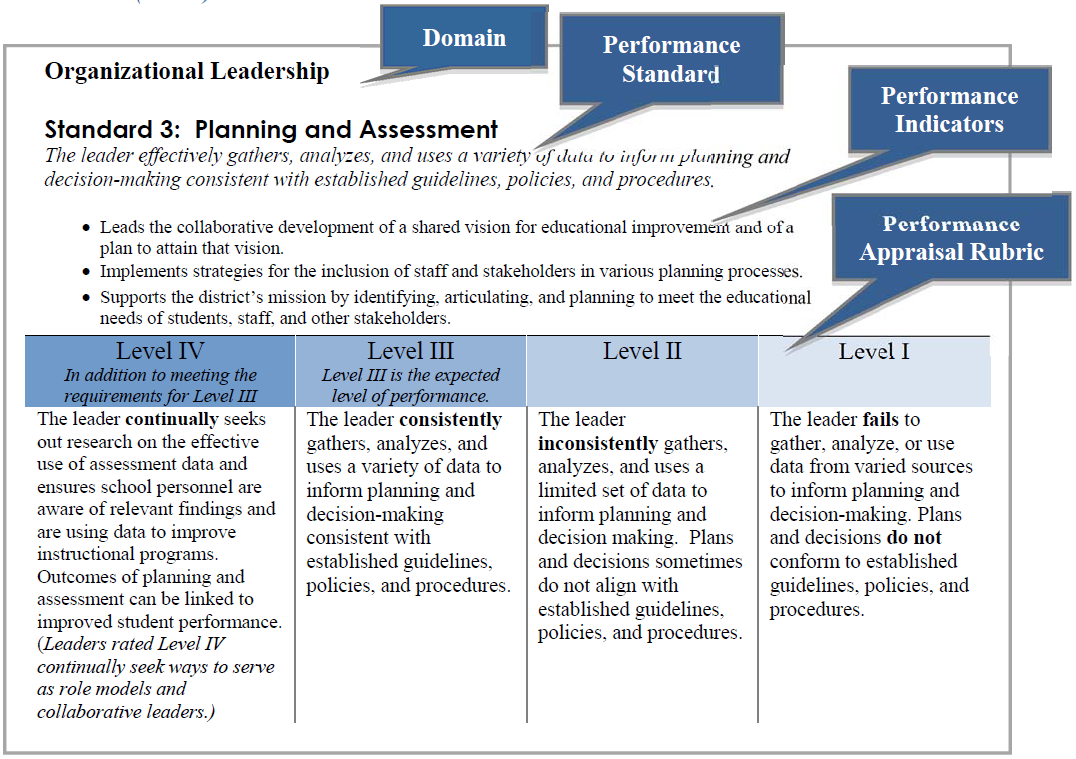 Domain
Performance
Standard
Performance
Indicators
Performance
Appraisal Rubric
Organizational Leadership
Standard 3: Planning and Assessment
The leader effectively gathers, analyzes, and uses a variety of data to inform planning and
decision-making consistent with established guidelines, policies, and procedures.
• Leads the collaborative development of a shared vision for educational improvement and of a
plan to attain that vision.
• Implements strategies for the inclusion of staff and stakeholders in various planning processes.
• Supports the district's mission by identifying, articulating, and planning to meet the educational
needs of students, staff, and other stakeholders.
Level IV
In addition to meeting the
requirements for Level III
The leader continually seeks
out research on the effective
use of assessment data and
ensures school personnel are
aware of relevant findings and
are using data to improve
instructional programs.
Outcomes of planning and
assessment can be linked to
improved student performance.
(Leaders rated Level IV
continually seek ways to serve
as role models and
collaborative leaders.)
Level III
Level III is the expected
level of performance.
The leader consistently
gathers, analyzes, and
uses a variety of data to
inform planning and
decision-making
consistent with
established guidelines,
policies, and procedures.
Level II
The leader
inconsistently gathers,
analyzes, and uses a
limited set of data to
inform planning and
decision making. Plans
and decisions sometimes
do not align with
established guidelines,
policies, and procedures.
Level I
The leader fails to
gather, analyze, or use
data from varied sources
to inform planning and
decision-making. Plans
and decisions do not
conform to established
guidelines, policies, and
procedures.